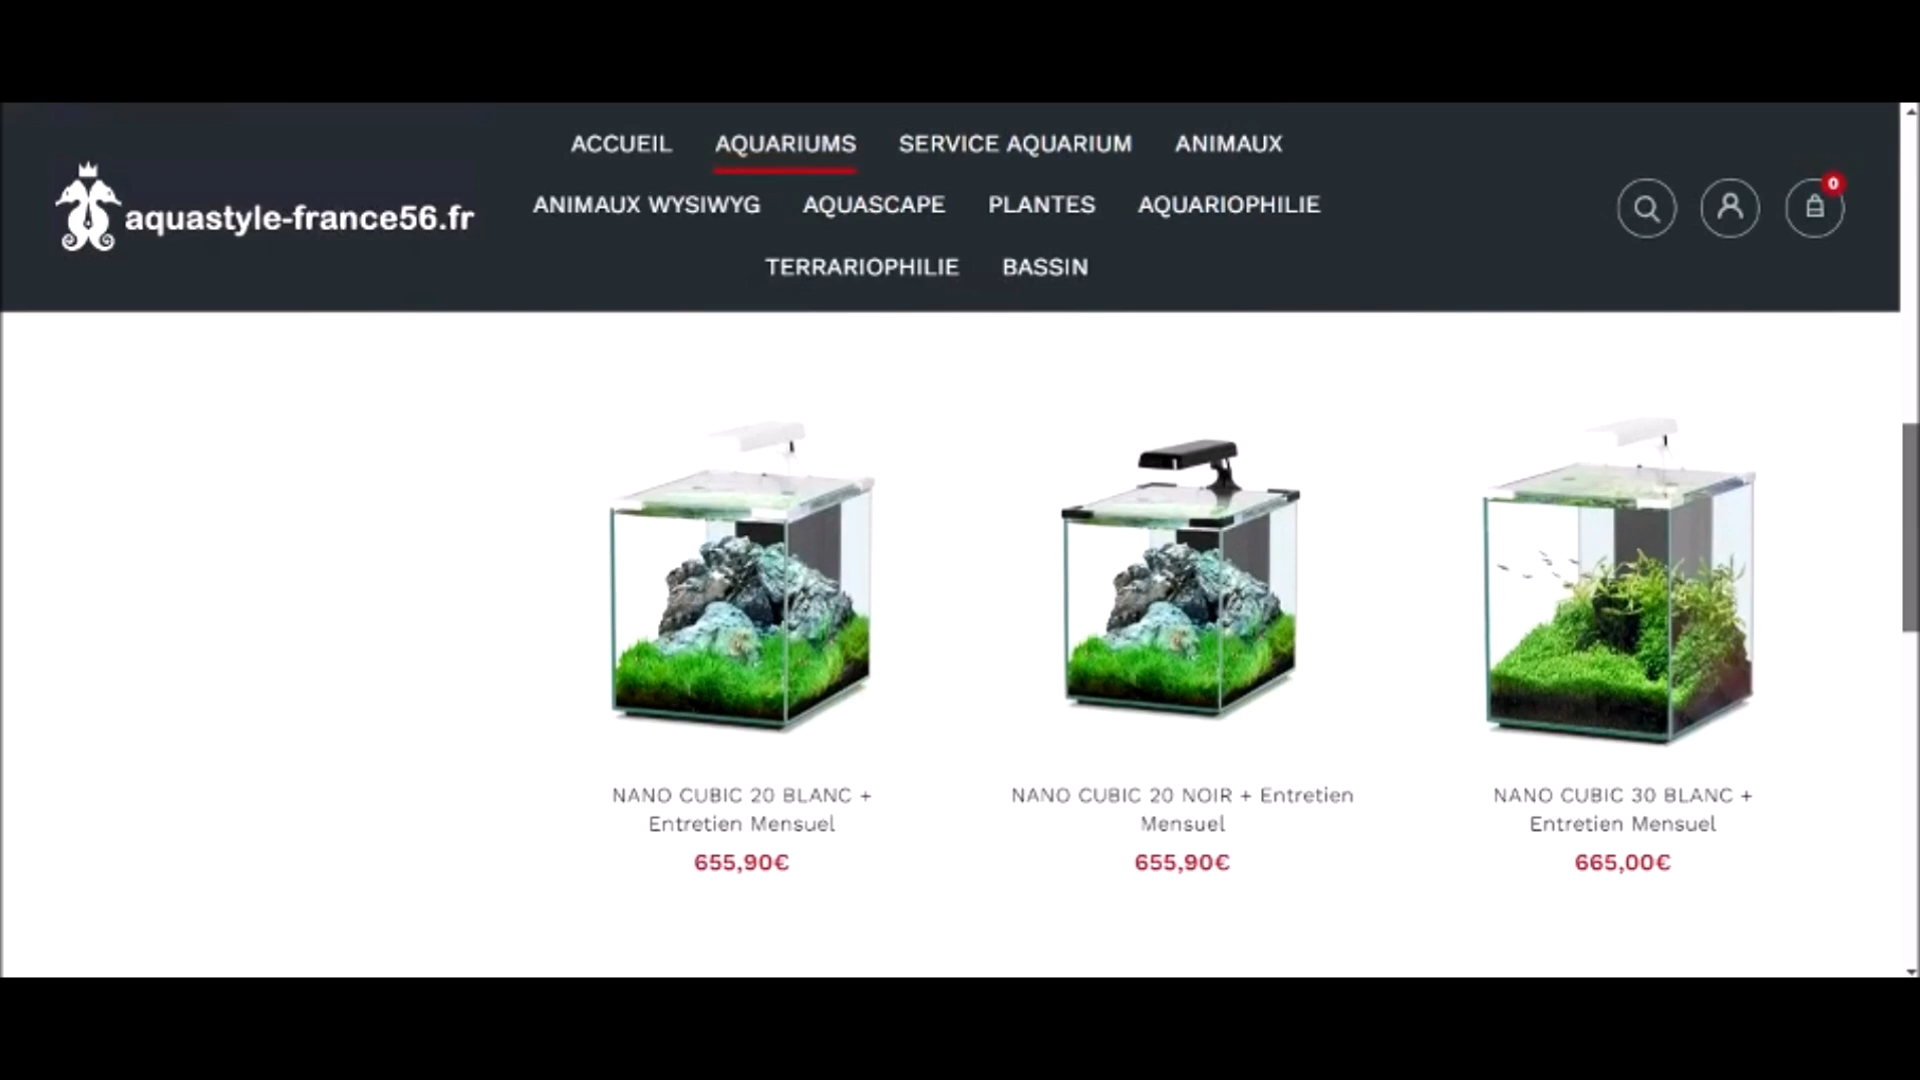 ACCUEIL AQUARIUMS SERVICE AQUARIUM ANIMAUX
aquastyle-france56.fr
ANIMAUX WYSIWYG AQUASCAPE PLANTES AQUARIOPHILIE
0
TERRARIOPHILIE BASSIN
NANO CUBIC 20 BLANC +
Entretien Mensuel
655,90€
NANO CUBIC 20 NOIR + Entretien
Mensuel
655,90€
NANO CUBIC 30 BLANC +
Entretien Mensuel
665,00€